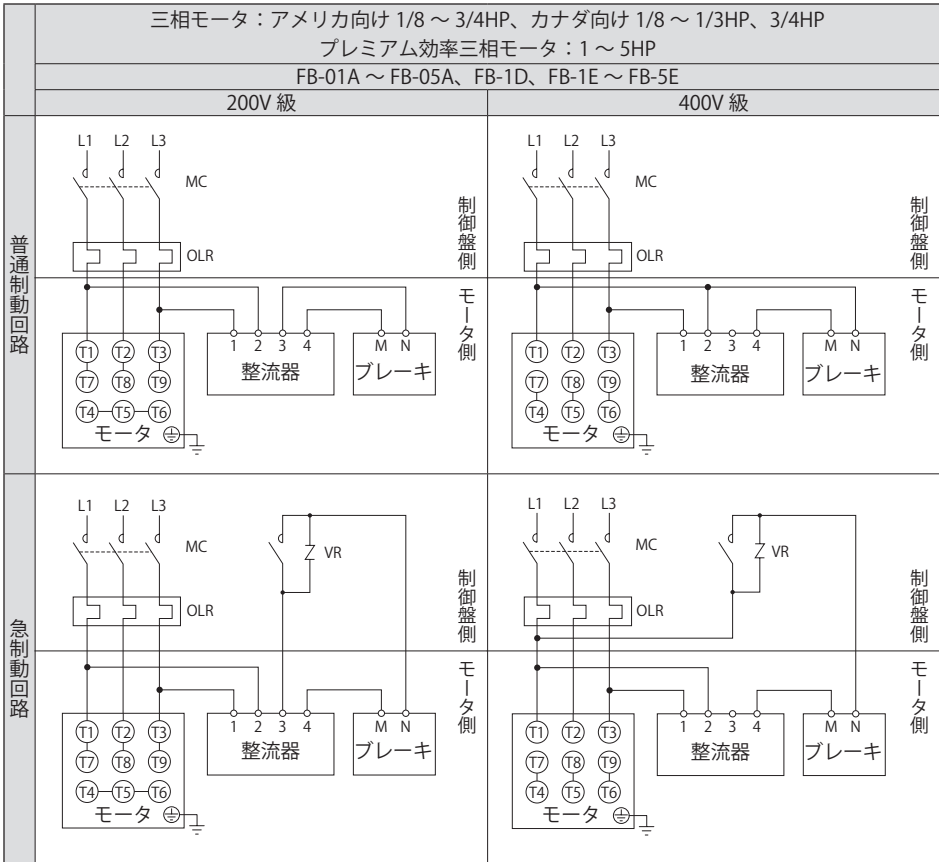 三相モータ：アメリカ向け 1/8 ～ 3/4HP、カナダ向け 1/8 ～ 1/3HP、3/4HP
プレミアム効率三相モータ：1 ～ 5HP
FB-01A ～ FB-05A、FB-1D、FB-1E ～ FB-5E
200V 級
400V 級
普通制動回路
L1 L2 L3
MC
OLR
制御盤側
モータ側
T1 T2 T3
T7 T8 T9
T4 T5 T6
モータ
1 2 3 4
整流器
M N
ブレーキ
L1 L2 L3
MC
OLR
制御盤側
モータ側
T1 T2 T3
T7 T8 T9
T4 T5 T6
モータ
1 2 3 4
整流器
M N
ブレーキ
急制動回路
L1 L2 L3
MC
VR
OLR
制御盤側
モータ側
T1 T2 T3
T7 T8 T9
T4 T5 T6
モータ
1 2 3 4
整流器
M N
ブレーキ
L1 L2 L3
MC
VR
OLR
制御盤側
モータ側
T1 T2 T3
T7 T8 T9
T4 T5 T6
モータ
1 2 3 4
整流器
M N
ブレーキ